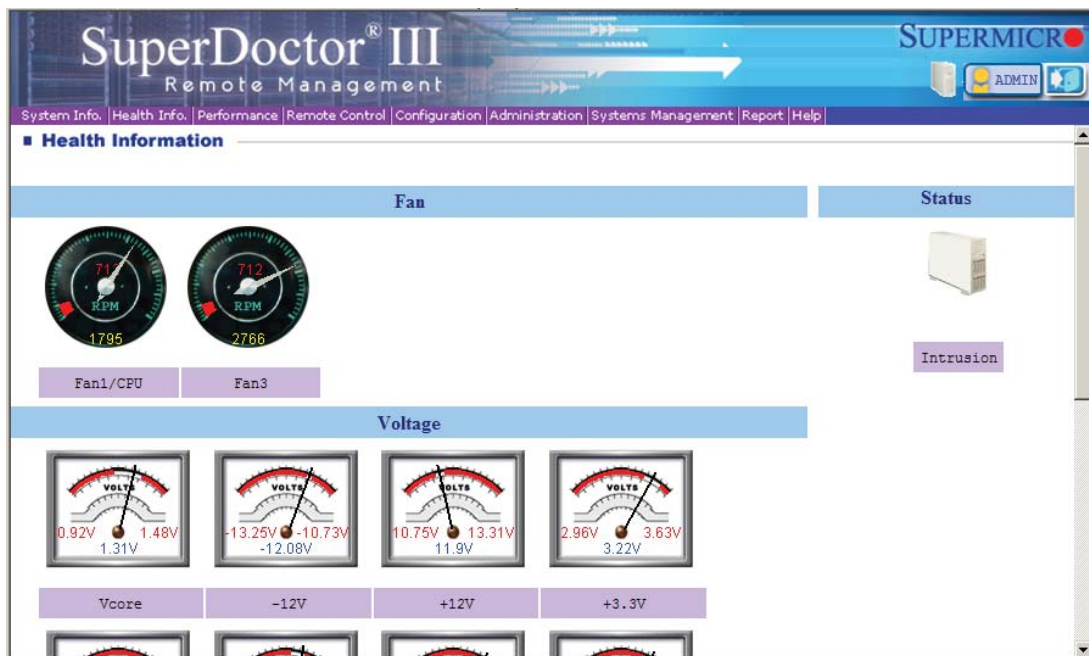 SuperDoctor® III
Remote Management
SUPERMICR
ADMIN
System Info. Health Info. Performance Remote Control Configuration Administration Systems Management Report Help
Health Information
Fan
Status
712
RPM
2766
RPM
1795
Fan1/CPU
Fan3
Intrusion
Voltage
VOLTS
0.92V 1.48V
1.31V
VOLTS
-13.25V -10.73V
-12.08V
VOLTS
10.75V 13.31V
11.9V
VOLTS
2.96V 3.63V
3.22V
Vcore
-12V
+12V
+3.3V